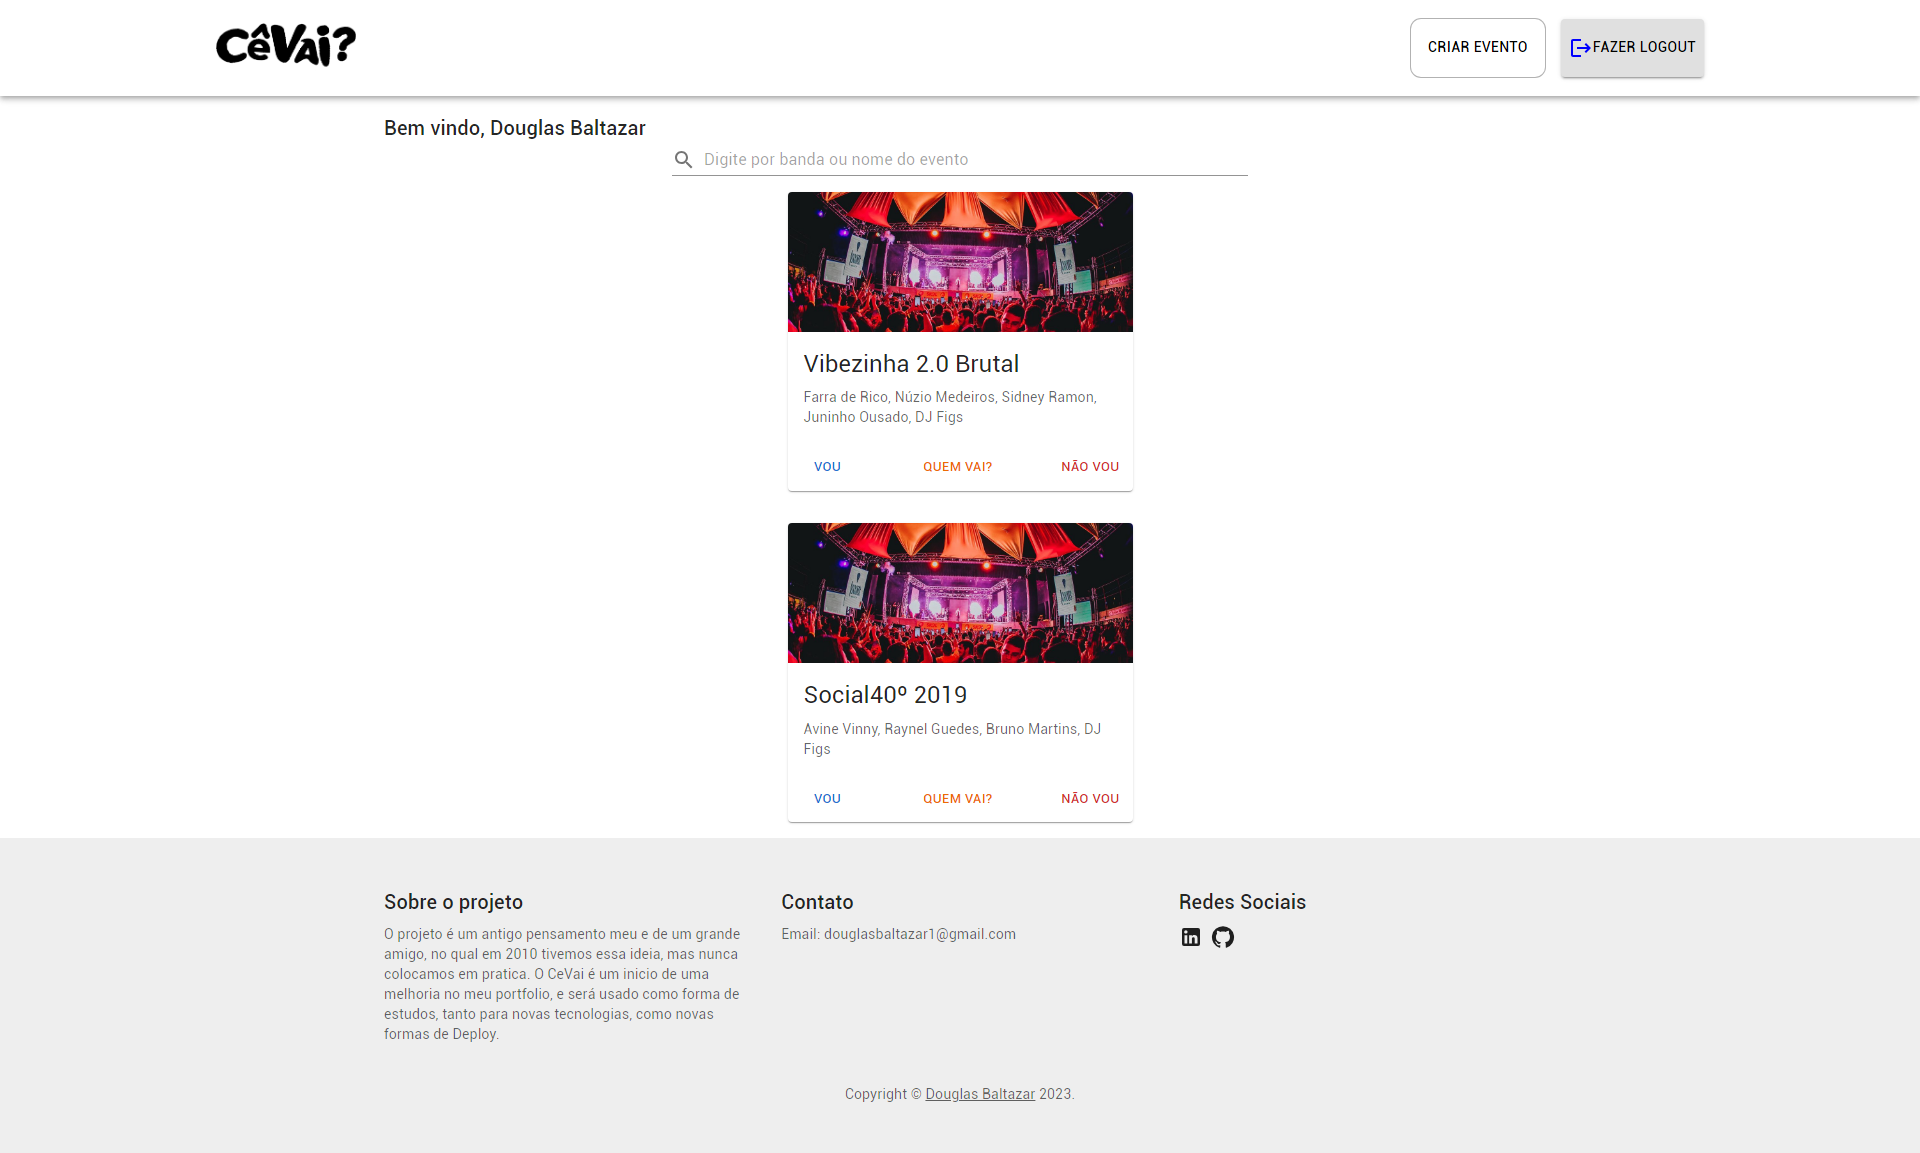 CêVai?
CRIAR EVENTO
FAZER LOGOUT
Bem vindo, Douglas Baltazar
Digite por banda ou nome do evento
Vibezinha 2.0 Brutal
Farra de Rico, Núzio Medeiros, Sidney Ramon,
Juninho Ousado, DJ Figs
VOU
QUEM VAI?
NÃO VOU
Social40º 2019
Avine Vinny, Raynel Guedes, Bruno Martins, DJ
Figs
VOU
QUEM VAI?
NÃO VOU
Sobre o projeto
O projeto é um antigo pensamento meu e de um grande
amigo, no qual em 2010 tivemos essa ideia, mas nunca
colocamos em pratica. O CeVai é um inicio de uma
melhoria no meu portfolio, e será usado como forma de
estudos, tanto para novas tecnologias, como novas
formas de Deploy.
Contato
Email: douglasbaltazar1@gmail.com
Redes Sociais
Copyright © Douglas Baltazar 2023.